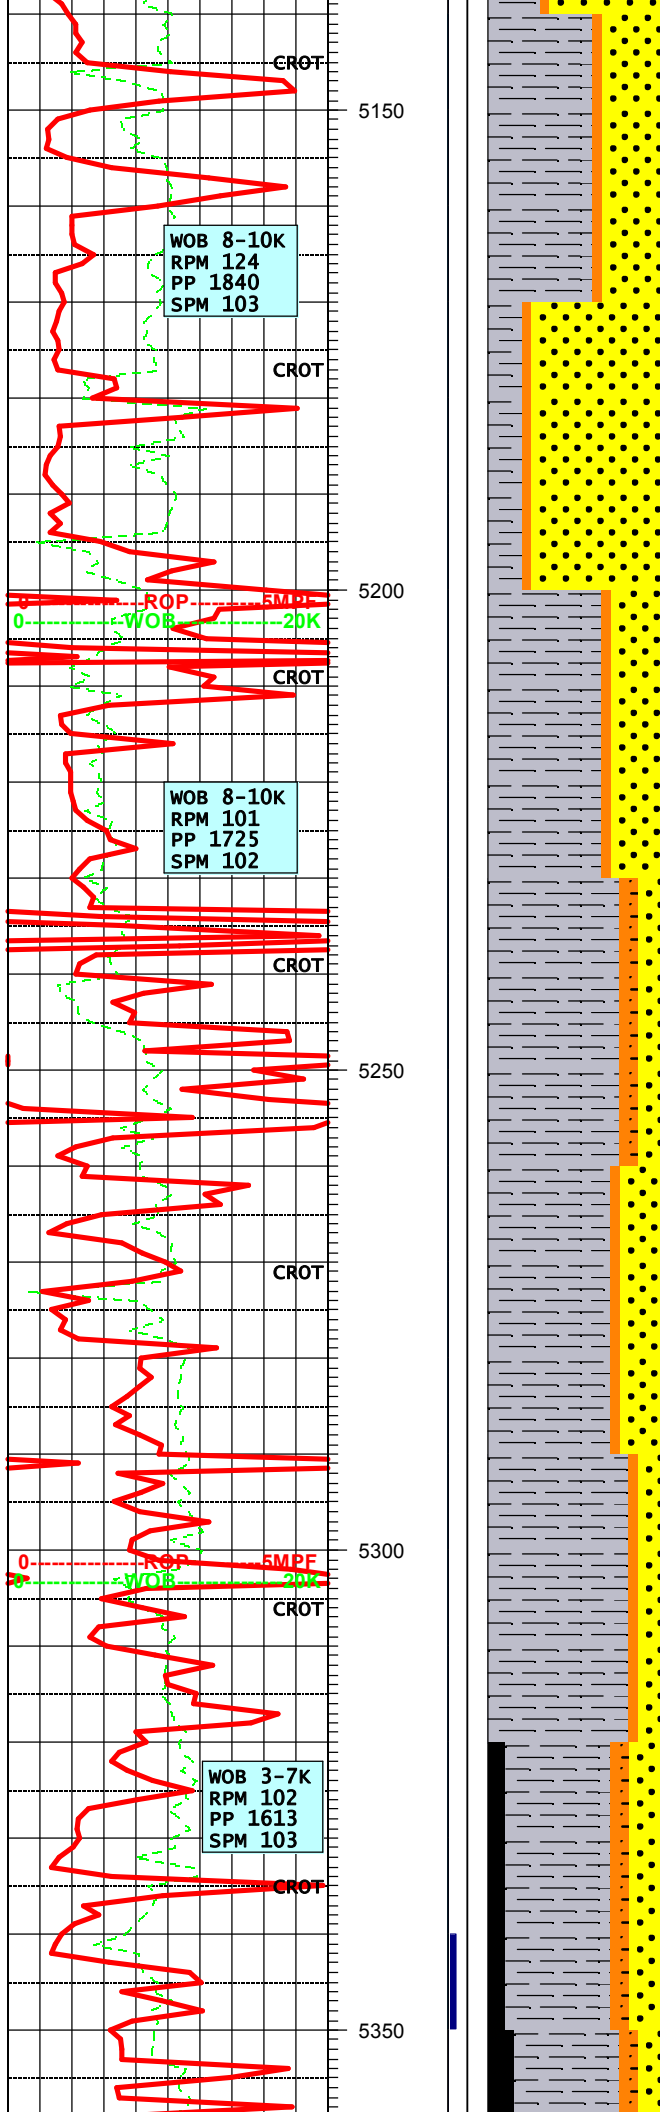 CROT
5150
WOB 8-10K
RPM 124
PP 1840
SPM 103
CROT
5200
0-----------ROP-----------5MPF
0-----------WOB-----------20K
CROT
WOB 8-10K
RPM 101
PP 1725
SPM 102
CROT
5250
CROT
5300
0-----------ROP-----------5MPF
0-----------WOB-----------20K
CROT
WOB 3-7K
RPM 102
PP 1613
SPM 103
CROT
5350